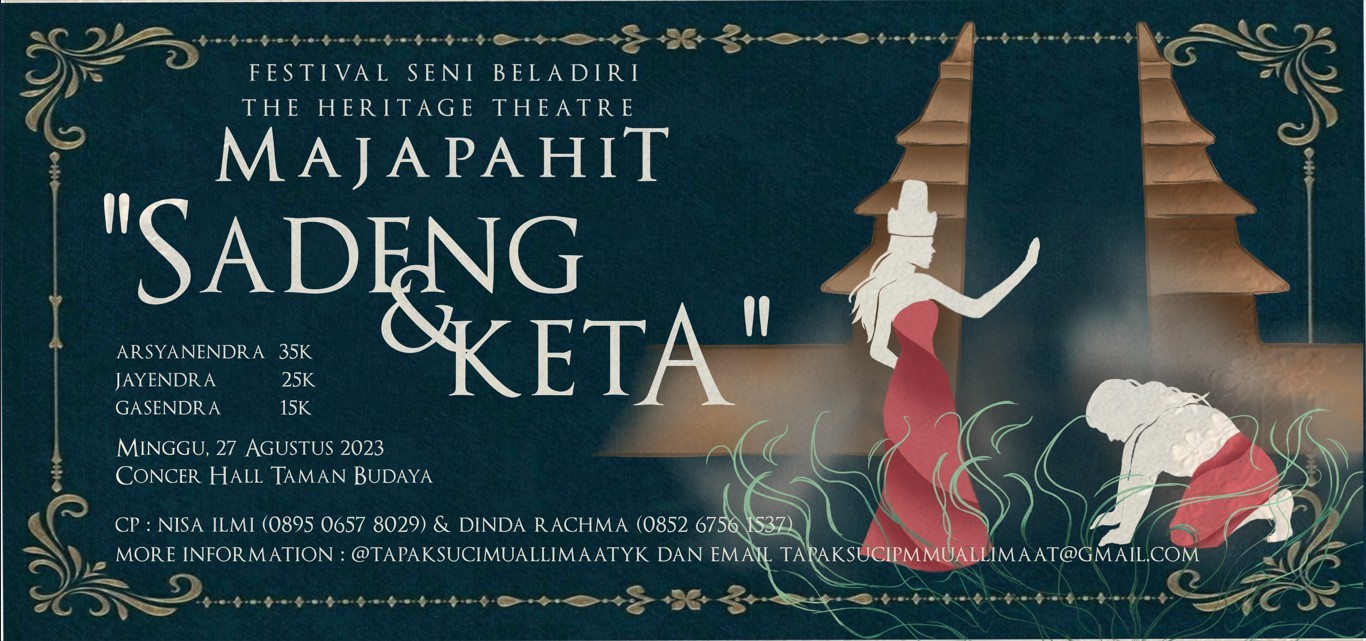 FESTIVAL SENI BELADIRI
THE HERITAGE THEATRE
MAJAPAHIT
"SADENG
& KETA"
ARSYANENDRA 35K
JAYENDRA 25K
GASENDRA 15K
MINGGU, 27 AGUSTUS 2023
CONCER HALL TAMAN BUDAYA
CP : NISA ILMI (0895 0657 8029) & DINDA RACHMA (0852 6756 1537)
MORE INFORMATION : @TAPAKSUCIMUALLIMAATYK DAN EMAIL TAPAKSUCIPMMUALLIMAAT@GMAIL.COM